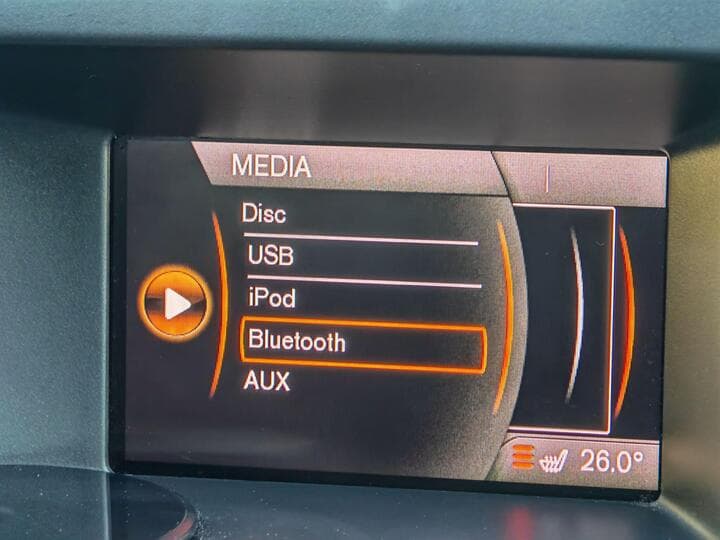 MEDIA
Disc
USB
iPod
Bluetooth
AUX
26.0°